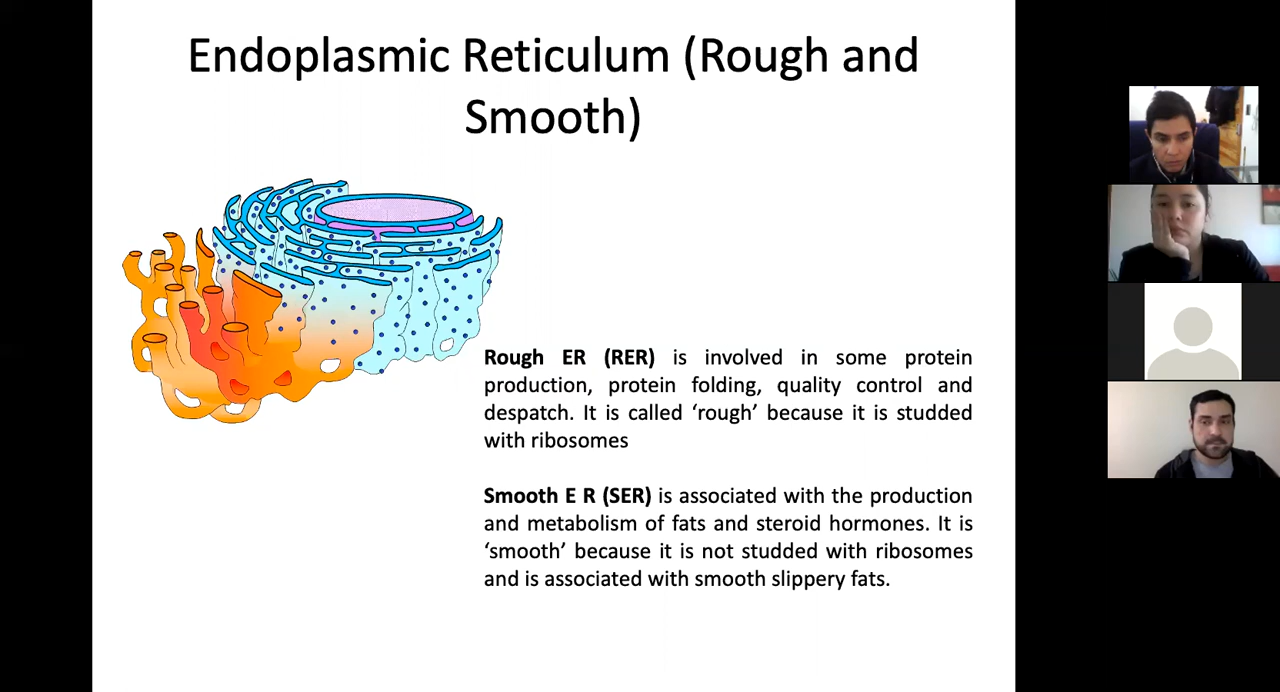 Endoplasmic Reticulum (Rough and
Smooth)
Rough ER (RER) is involved in some protein
production, protein folding, quality control and
despatch. It is called ‘rough’ because it is studded
with ribosomes
Smooth E R (SER) is associated with the production
and metabolism of fats and steroid hormones. It is
‘smooth’ because it is not studded with ribosomes
and is associated with smooth slippery fats.